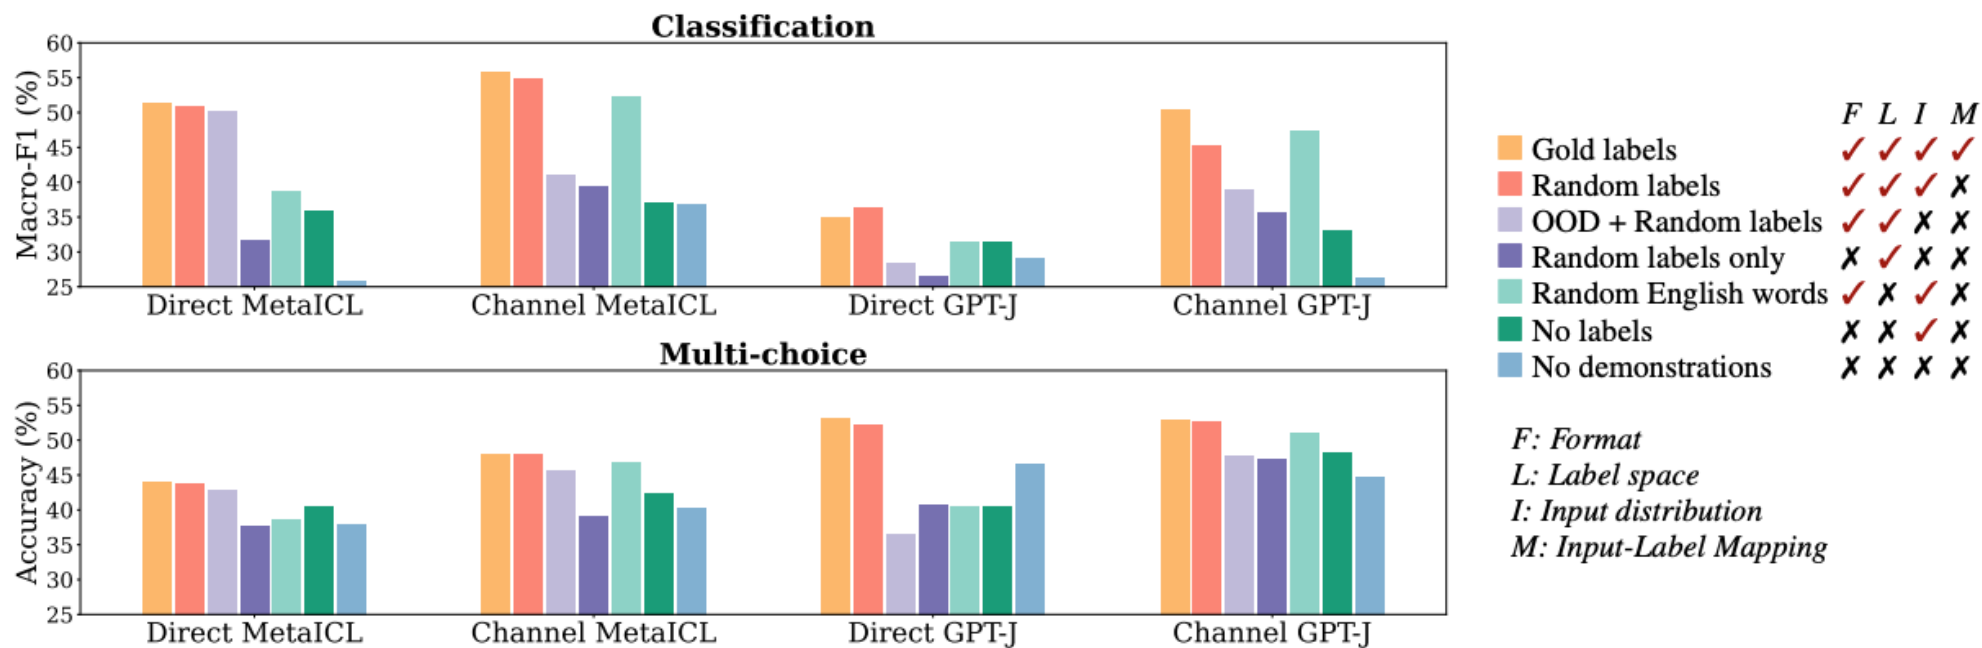 Classification
Macro-F1 (%)
60
55
50
45
40
35
30
25
Direct MetaICL Channel MetaICL Direct GPT-J Channel GPT-J
Multi-choice
Accuracy (%)
60
55
50
45
40
35
30
25
Direct MetaICL Channel MetaICL Direct GPT-J Channel GPT-J
F L I M
Gold labels ✓ ✓ ✓ ✓
Random labels ✓ ✓ ✓ ✗
OOD + Random labels ✓ ✓ ✗ ✗
Random labels only ✗ ✓ ✗ ✗
Random English words ✓ ✗ ✓ ✗
No labels ✗ ✗ ✓ ✗
No demonstrations ✗ ✗ ✗ ✗
F: Format
L: Label space
I: Input distribution
M: Input-Label Mapping